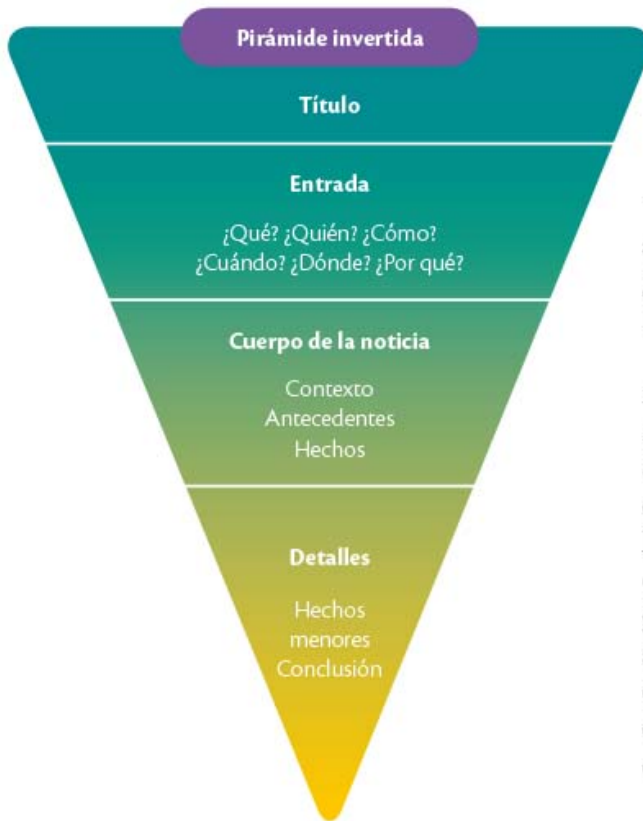 Pirámide invertida
Título
Entrada
¿Qué? ¿Quién? ¿Cómo?
¿Cuándo? ¿Dónde? ¿Por qué?
Cuerpo de la noticia
Contexto
Antecedentes
Hechos
Detalles
Hechos
menores
Conclusión